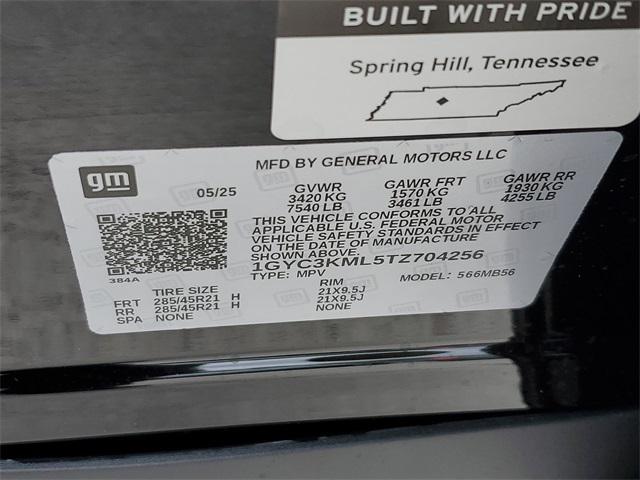 BUILT WITH PRIDE
Spring Hill, Tennessee
gm
MFD BY GENERAL MOTORS LLC
05/25 GVWR GAWR FRT GAWR RR
3420 KG 1570 KG 1930 KG
7540 LB 3461 LB 4255 LB
THIS VEHICLE CONFORMS TO ALL
APPLICABLE U.S. FEDERAL MOTOR
VEHICLE SAFETY STANDARDS IN EFFECT
ON THE DATE OF MANUFACTURE
SHOWN ABOVE.
1GYC3KML5TZ704256
384A TYPE: MPV MODEL: 566MB56
TIRE SIZE RIM
FRT 285/45R21 H 21X9.5J
RR 285/45R21 H 21X9.5J
SPA NONE NONE